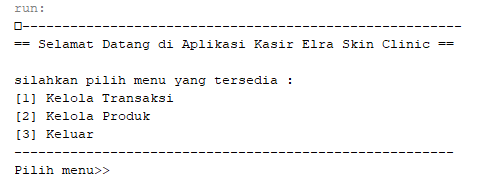 run:
□--------------------------------------------------------
== Selamat Datang di Aplikasi Kasir Elra Skin Clinic ==
silahkan pilih menu yang tersedia :
[1] Kelola Transaksi
[2] Kelola Produk
[3] Keluar
-------------------------------------------------------
Pilih menu>>